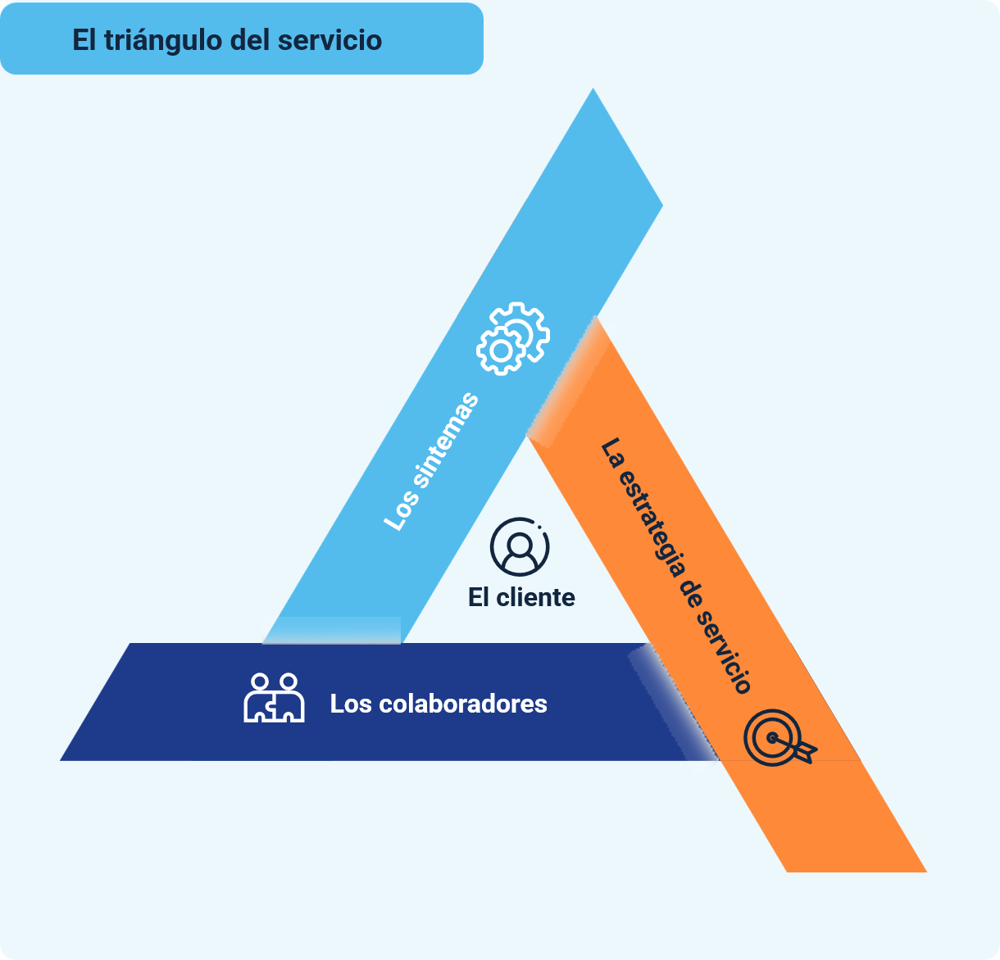 El triángulo del servicio
Los sintemas
La estrategia de servicio
El cliente
Los colaboradores